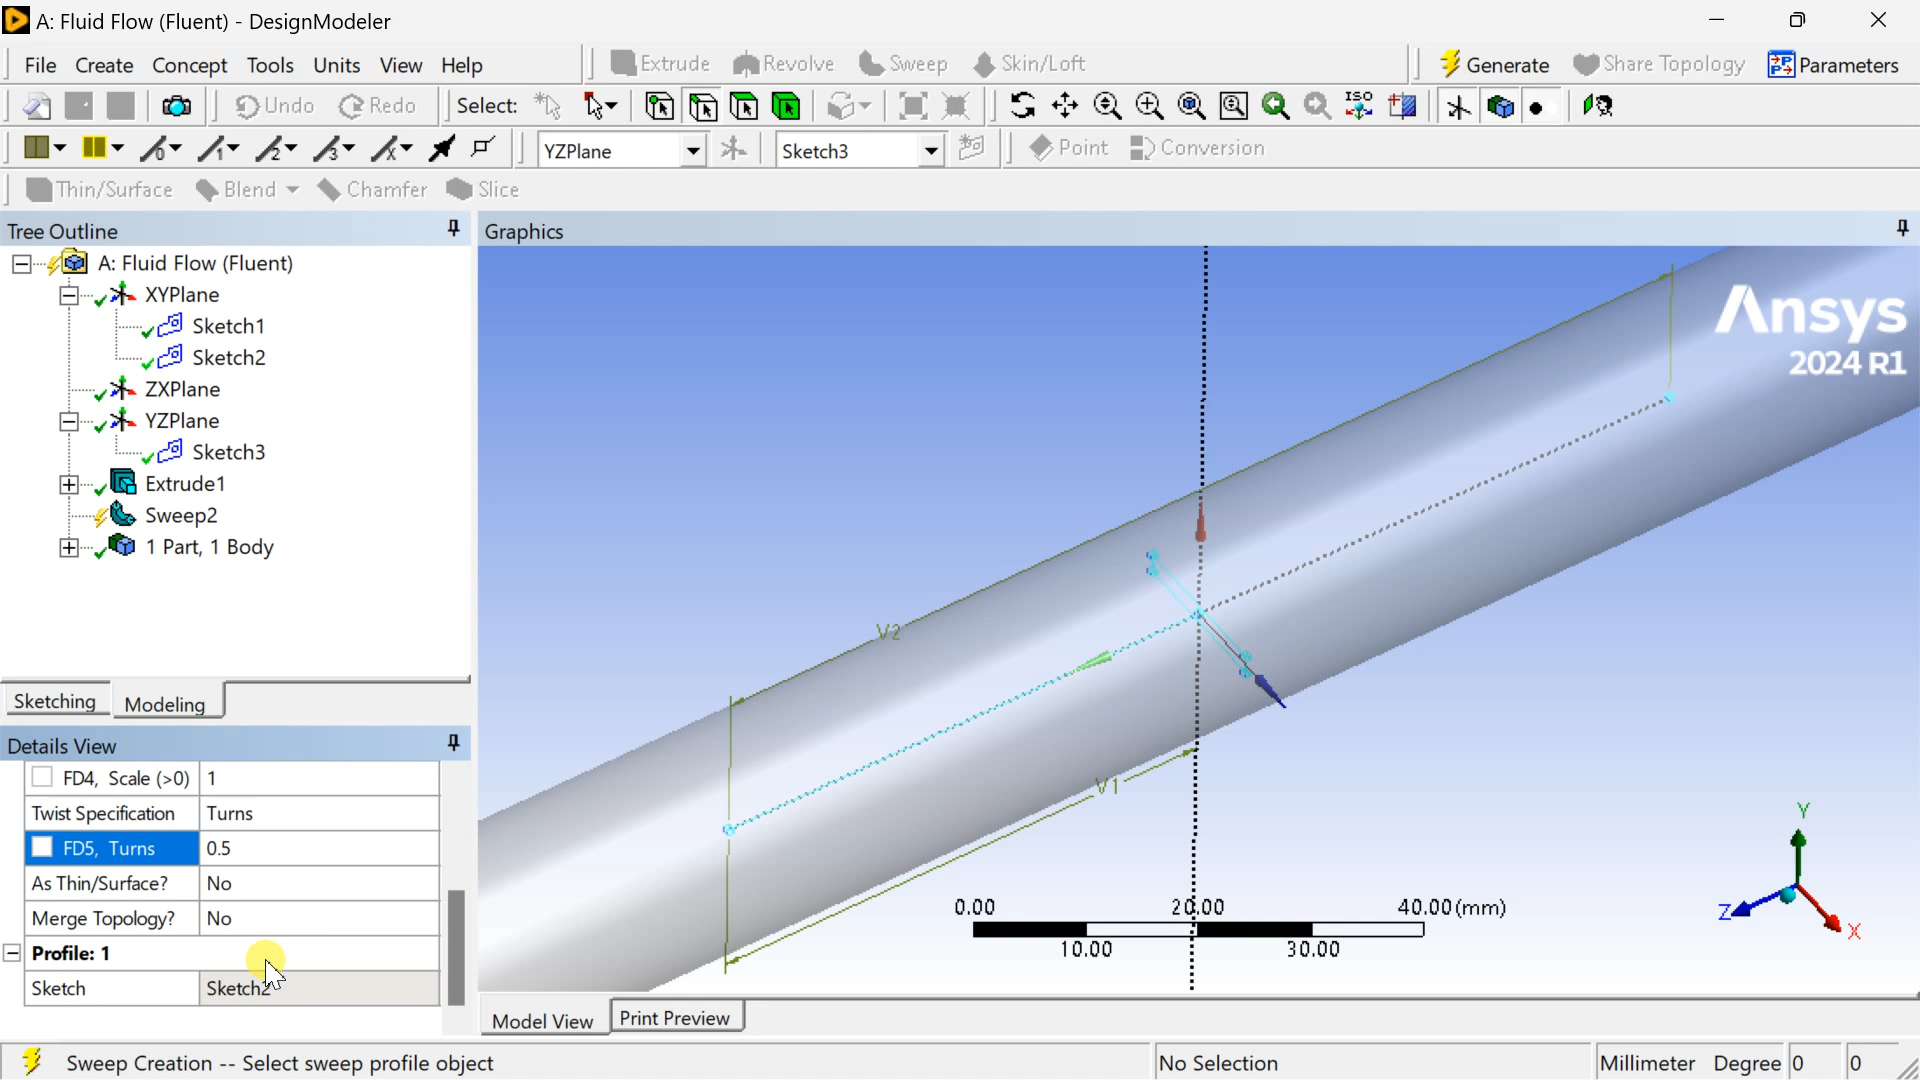 A: Fluid Flow (Fluent) - DesignModeler
File Create Concept Tools Units View Help
Extrude Revolve Sweep Skin/Loft
Generate Share Topology Parameters
Undo Redo Select: ISO
YZPlane Sketch3 Point Conversion
Thin/Surface Blend Chamfer Slice
Tree Outline
A: Fluid Flow (Fluent)
XYPlane
Sketch1
Sketch2
ZXPlane
YZPlane
Sketch3
Extrude1
Sweep2
1 Part, 1 Body
Sketching Modeling
Details View
FD4, Scale (>0) 1
Twist Specification Turns
FD5, Turns 0.5
As Thin/Surface? No
Merge Topology? No
Profile: 1
Sketch Sketch2
Graphics
Ansys
2024 R1
V2
V1
0.00 20.00 40.00 (mm)
10.00 30.00
Y
Z
X
Model View Print Preview
Sweep Creation -- Select sweep profile object
No Selection
Millimeter Degree 0 0